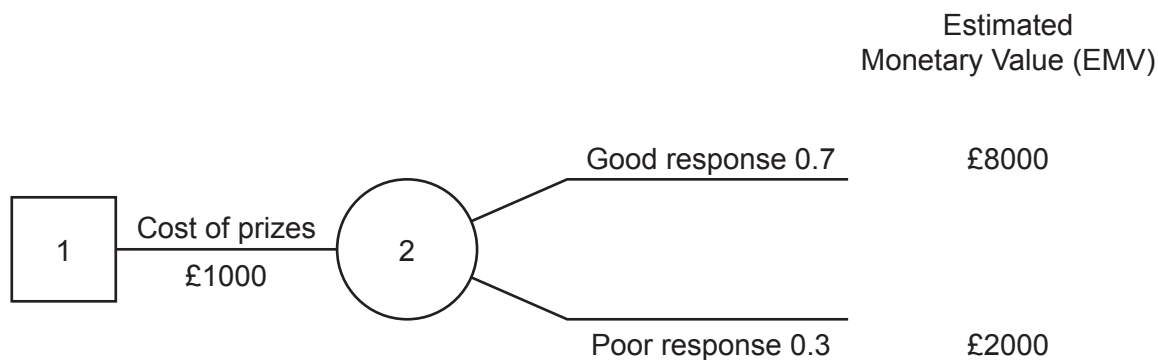 Estimated
Monetary Value (EMV)
Good response 0.7
£8000
Cost of prizes
1
2
£1000
Poor response 0.3
£2000